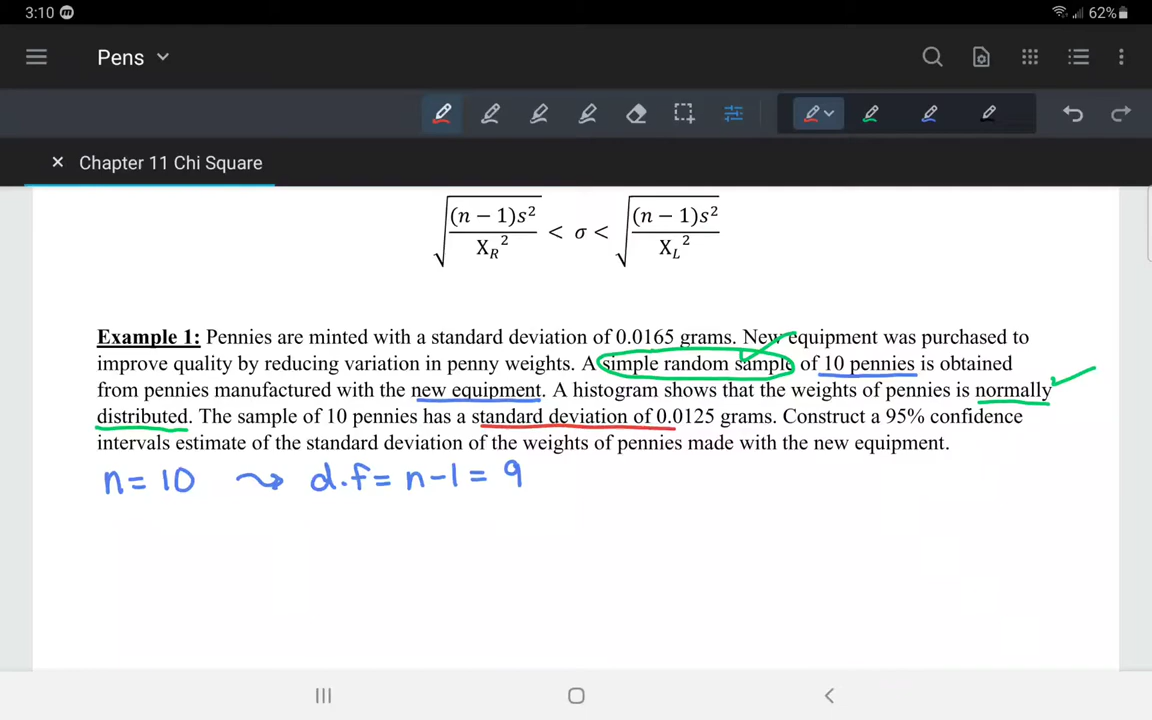 3:10 62%
Pens
× Chapter 11 Chi Square
√((n − 1)s² / X_R²) < σ < √((n − 1)s² / X_L²)
Example 1: Pennies are minted with a standard deviation of 0.0165 grams. New equipment was purchased to
improve quality by reducing variation in penny weights. A simple random sample of 10 pennies is obtained
from pennies manufactured with the new equipment. A histogram shows that the weights of pennies is normally
distributed. The sample of 10 pennies has a standard deviation of 0.0125 grams. Construct a 95% confidence
intervals estimate of the standard deviation of the weights of pennies made with the new equipment.
n = 10 ⤳ d.f = n-1 = 9